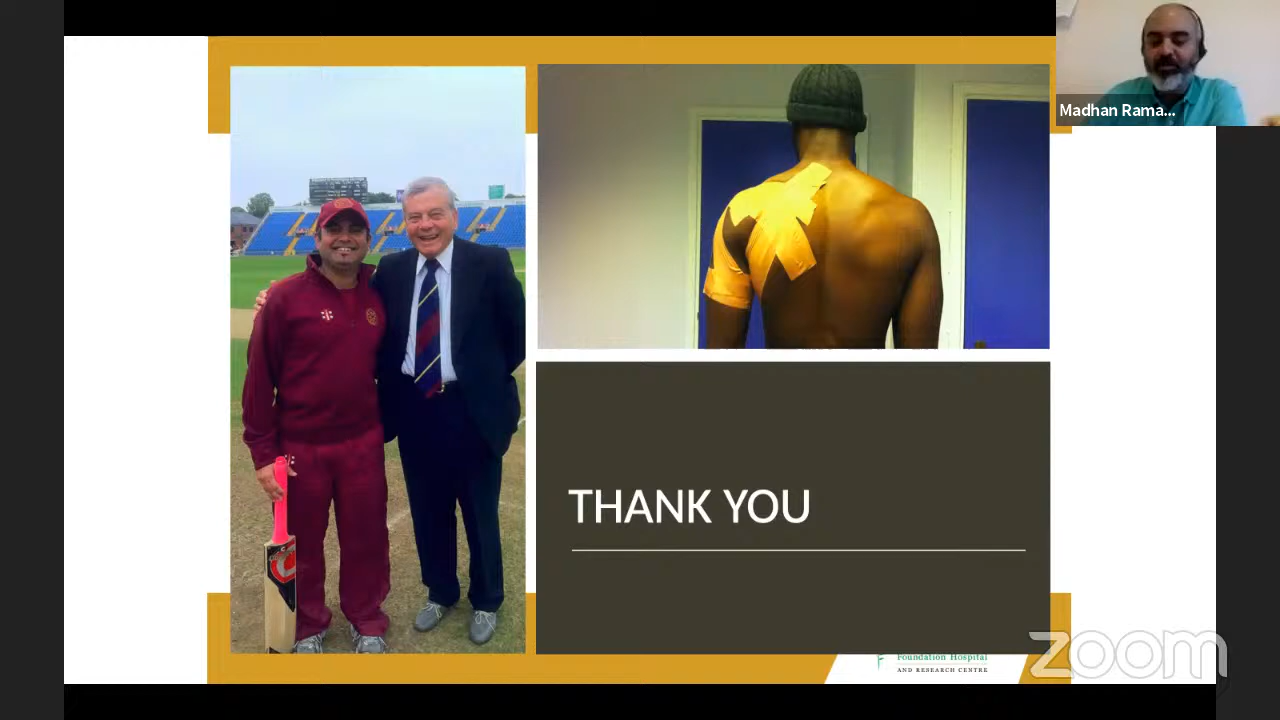 Madhan Rama...
THANK YOU
Foundation Hospital
AND RESEARCH CENTRE
zoom